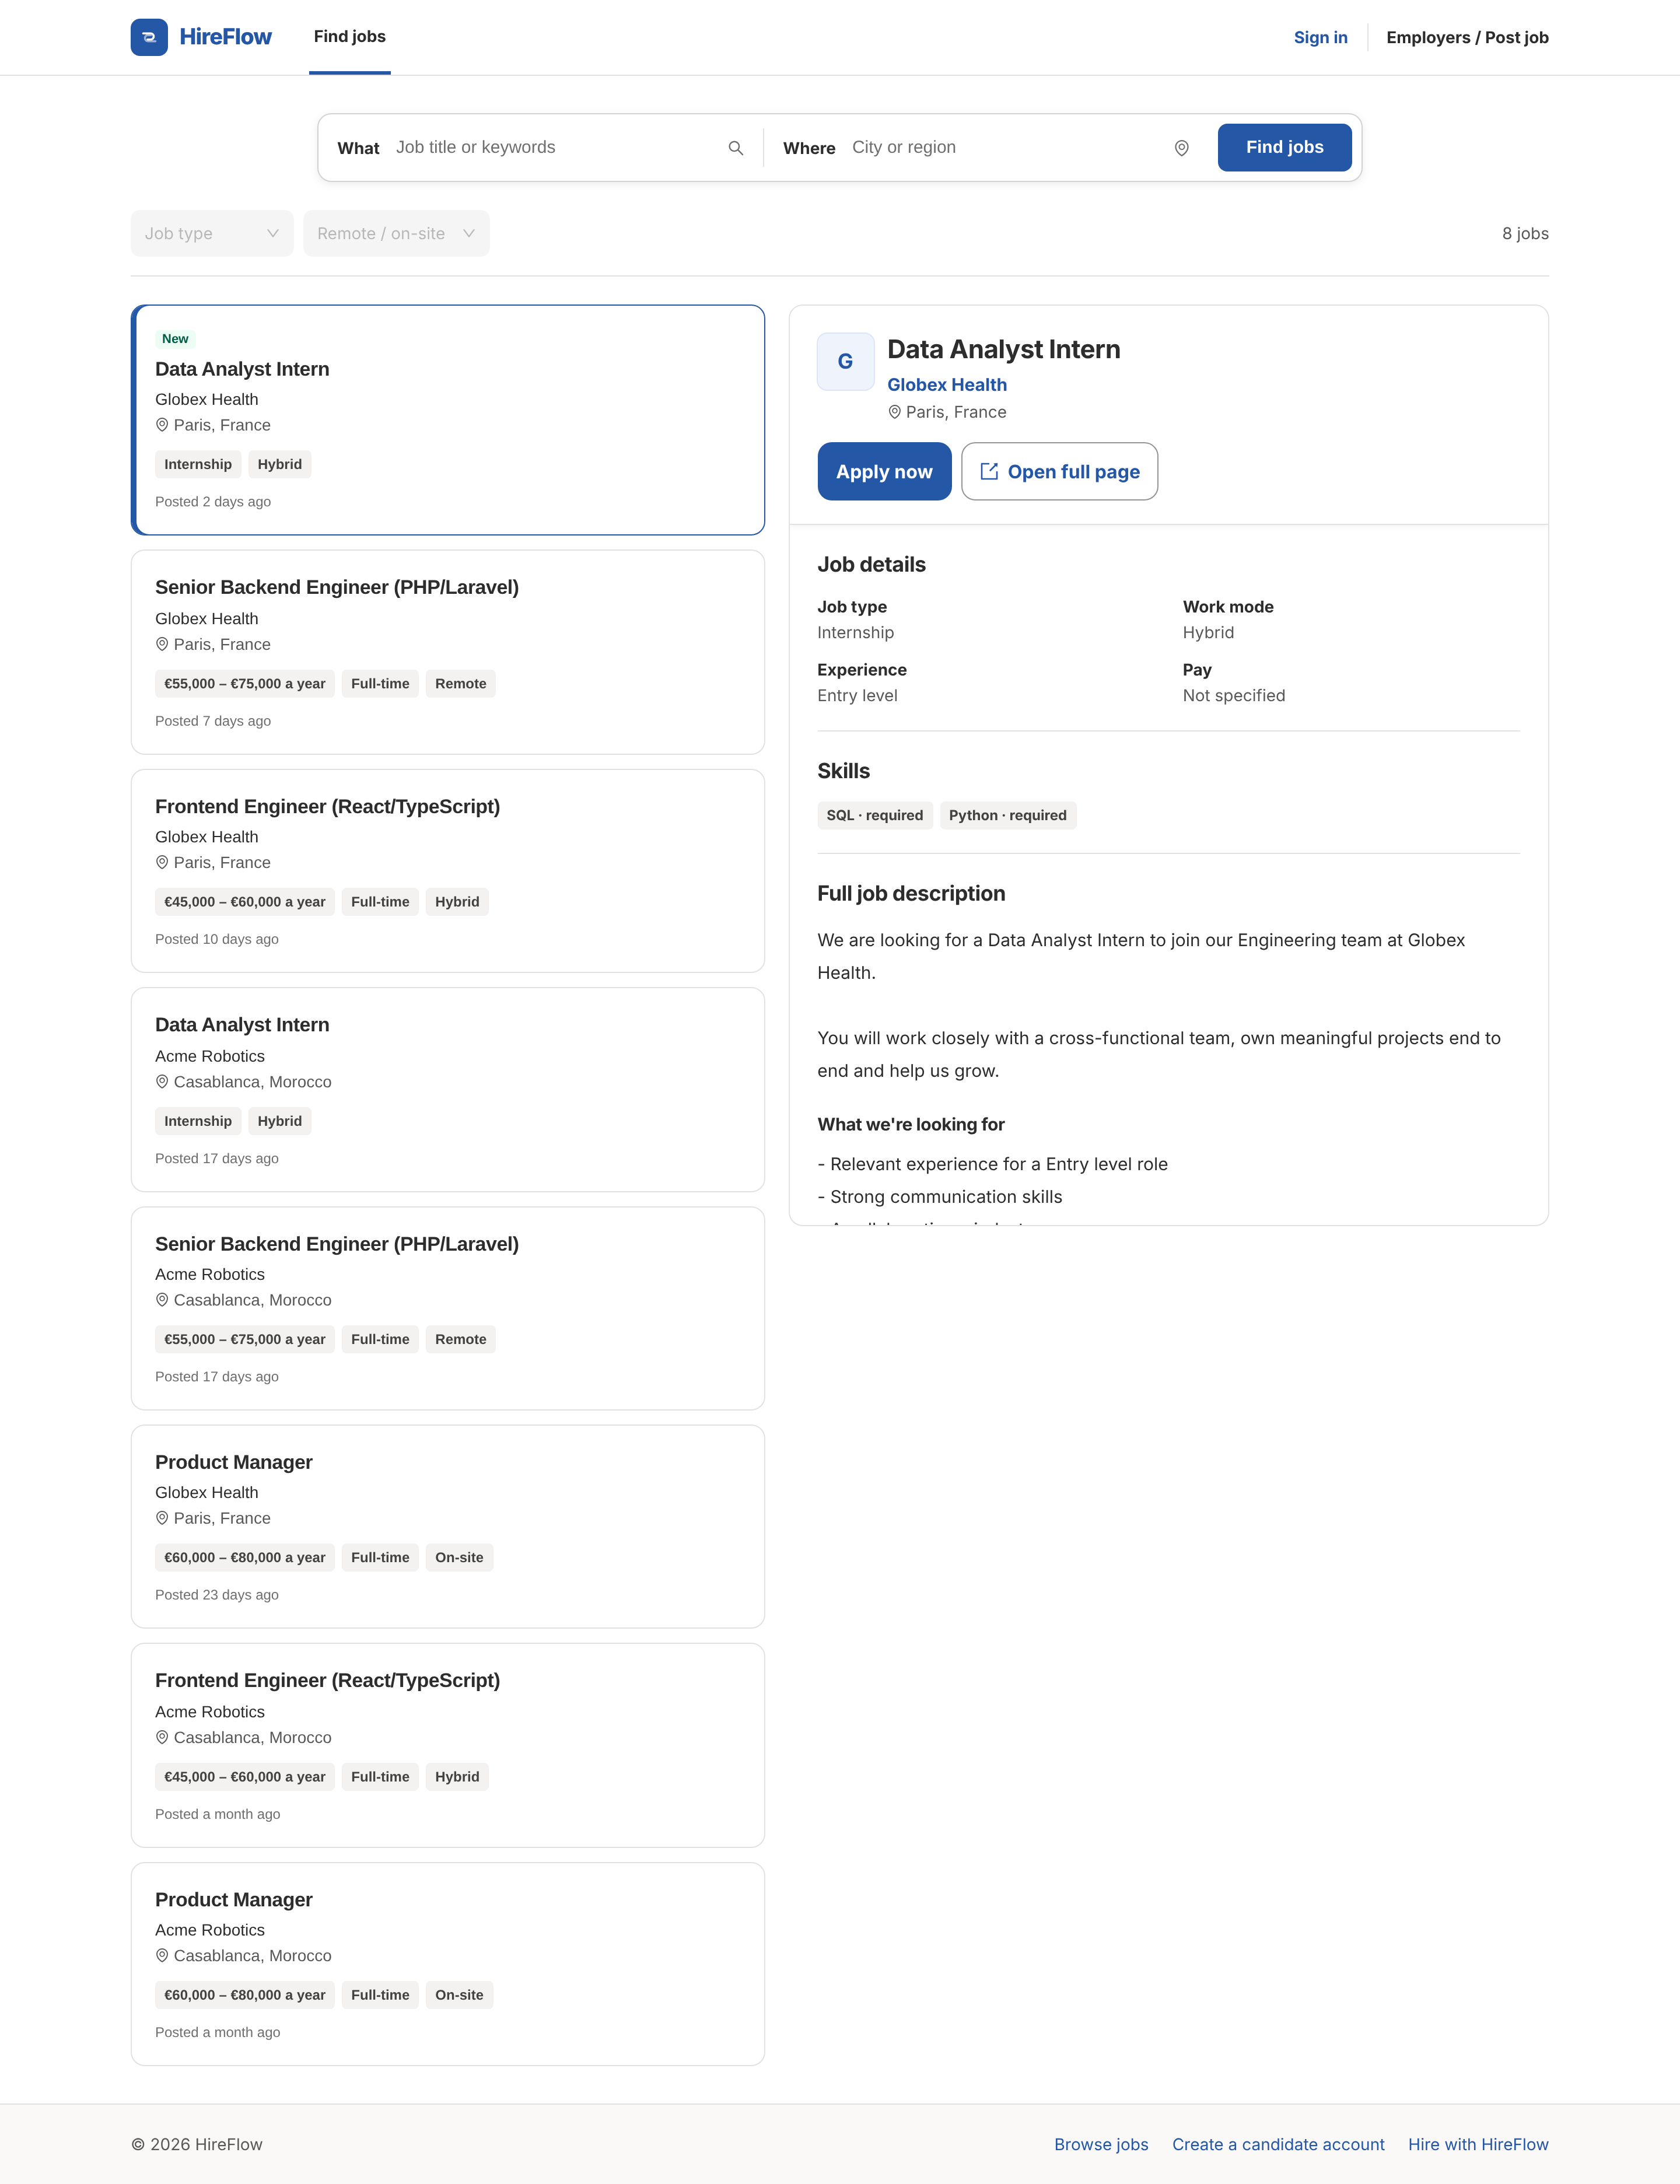 HireFlow
Find jobs
Sign in
Employers / Post job
What
Job title or keywords
Where
City or region
Find jobs
Job type
Remote / on-site
8 jobs
New
Data Analyst Intern
Globex Health
Paris, France
Internship
Hybrid
Posted 2 days ago
Senior Backend Engineer (PHP/Laravel)
Globex Health
Paris, France
€55,000 – €75,000 a year
Full-time
Remote
Posted 7 days ago
Frontend Engineer (React/TypeScript)
Globex Health
Paris, France
€45,000 – €60,000 a year
Full-time
Hybrid
Posted 10 days ago
Data Analyst Intern
Acme Robotics
Casablanca, Morocco
Internship
Hybrid
Posted 17 days ago
Senior Backend Engineer (PHP/Laravel)
Acme Robotics
Casablanca, Morocco
€55,000 – €75,000 a year
Full-time
Remote
Posted 17 days ago
Product Manager
Globex Health
Paris, France
€60,000 – €80,000 a year
Full-time
On-site
Posted 23 days ago
Frontend Engineer (React/TypeScript)
Acme Robotics
Casablanca, Morocco
€45,000 – €60,000 a year
Full-time
Hybrid
Posted a month ago
Product Manager
Acme Robotics
Casablanca, Morocco
€60,000 – €80,000 a year
Full-time
On-site
Posted a month ago
G
Data Analyst Intern
Globex Health
Paris, France
Apply now
Open full page
Job details
Job type
Internship
Work mode
Hybrid
Experience
Entry level
Pay
Not specified
Skills
SQL · required
Python · required
Full job description
We are looking for a Data Analyst Intern to join our Engineering team at Globex
Health.
You will work closely with a cross-functional team, own meaningful projects end to
end and help us grow.
What we're looking for
- Relevant experience for a Entry level role
- Strong communication skills
© 2026 HireFlow
Browse jobs
Create a candidate account
Hire with HireFlow